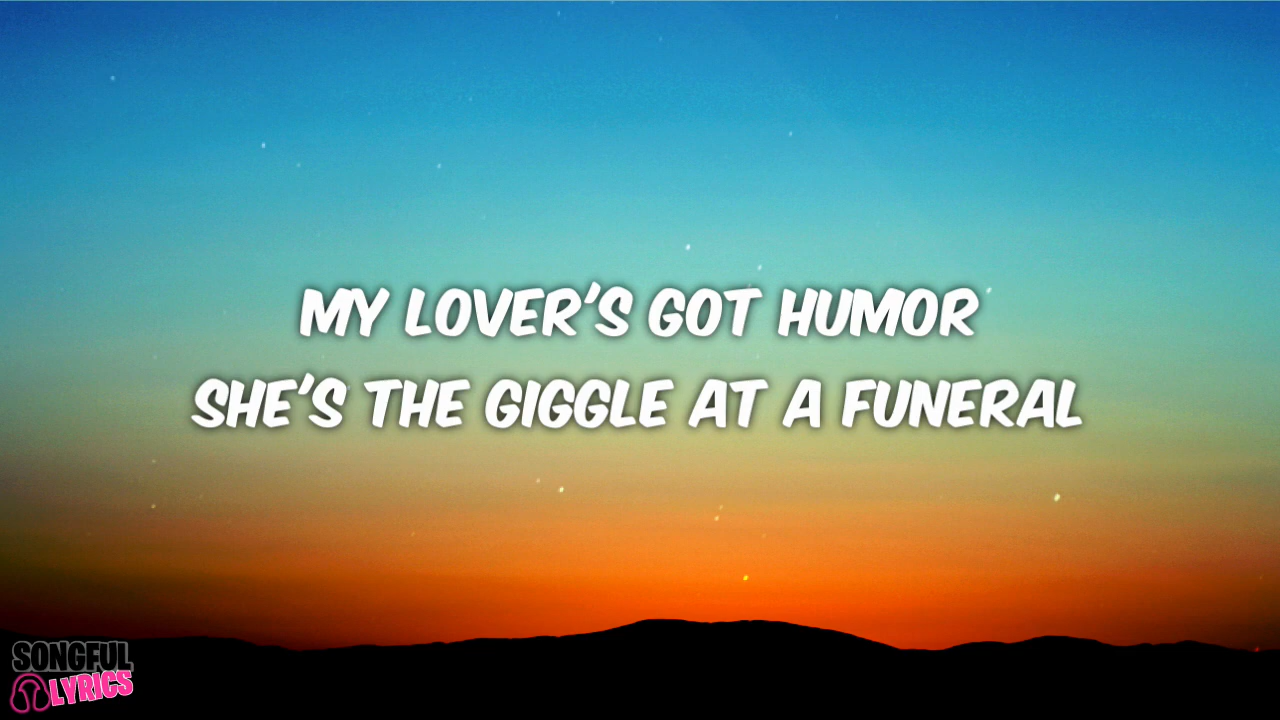 MY LOVER'S GOT HUMOR
SHE'S THE GIGGLE AT A FUNERAL
SONGFUL
LYRICS